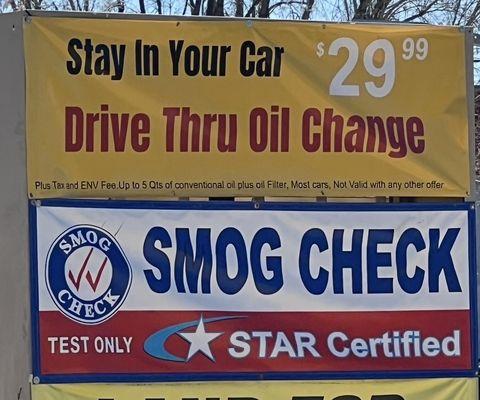 Stay In Your Car $29.99
Drive Thru Oil Change
Plus Tax and ENV Fee.Up to 5 Qts of conventional oil plus oil Filter, Most cars, Not Valid with any other offer
SMOG CHECK
SMOG CHECK
TEST ONLY
STAR Certified